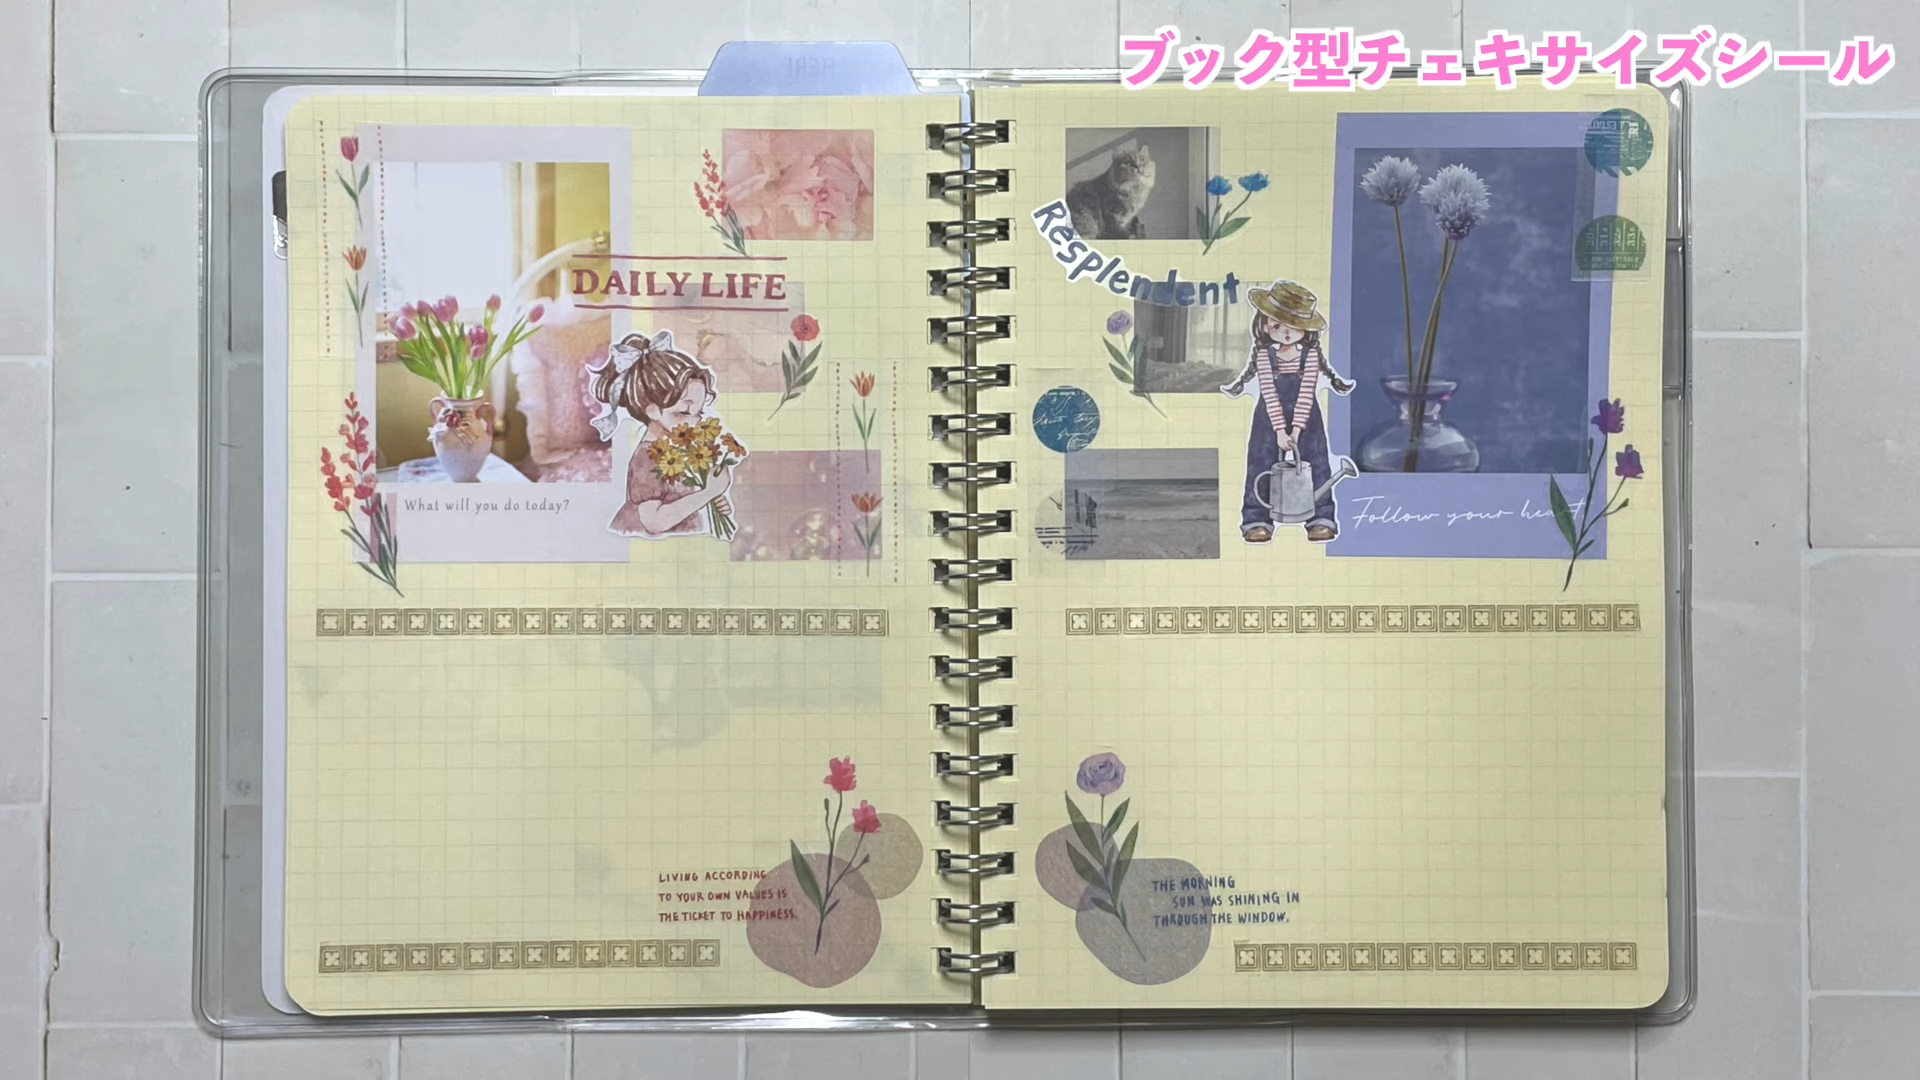 ブック型チェキサイズシール
DAILY LIFE
What will you do today?
LIVING ACCORDING
TO YOUR OWN VALUES IS
THE TICKET TO HAPPINESS.
Resplendent
Follow your heart
THE MORNING
SUN WAS SHINING IN
THROUGH THE WINDOW.